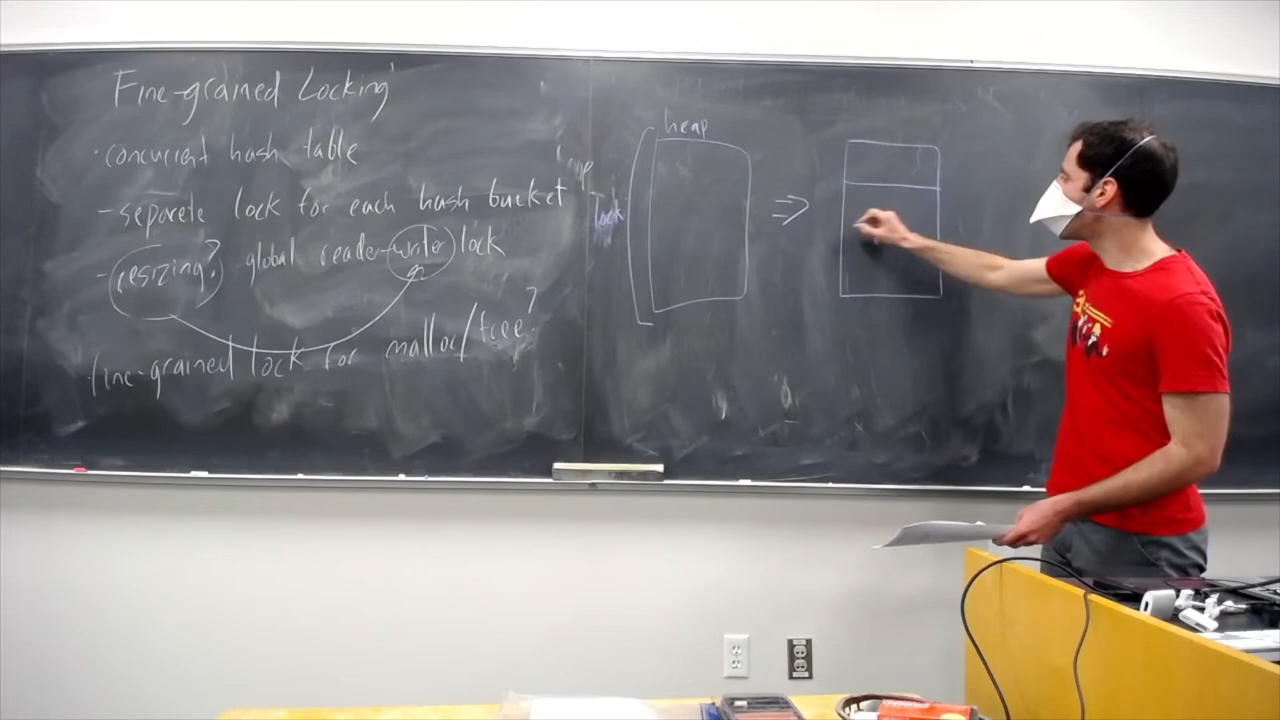 Fine-grained Locking
· concurrent hash table
- separete lock for each hash bucket
- resizing? global reader-writer lock
· fine-grained lock for malloc/free?
heap
lock
⇒